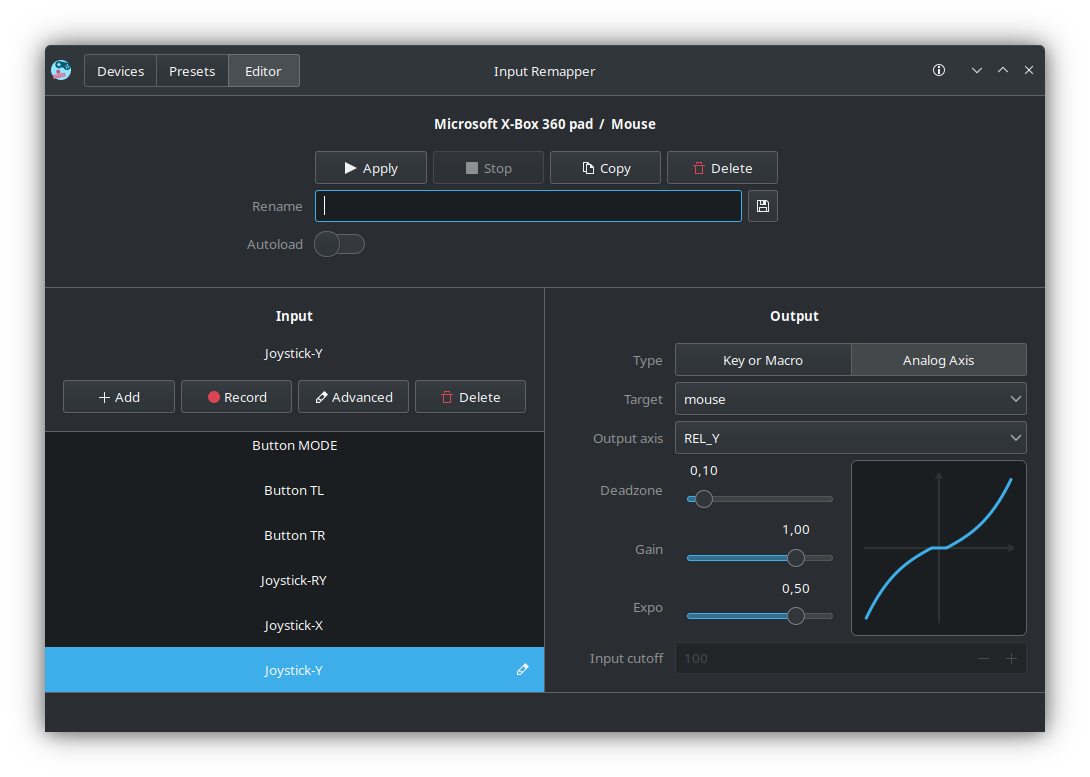 Devices Presets Editor Input Remapper
Microsoft X-Box 360 pad / Mouse
Apply Stop Copy Delete
Rename
Autoload
Input
Joystick-Y
Add Record Advanced Delete
Button MODE
Button TL
Button TR
Joystick-RY
Joystick-X
Joystick-Y
Output
Type Key or Macro Analog Axis
Target mouse
Output axis REL_Y
0,10
Deadzone
1,00
Gain
0,50
Expo
Input cutoff 100